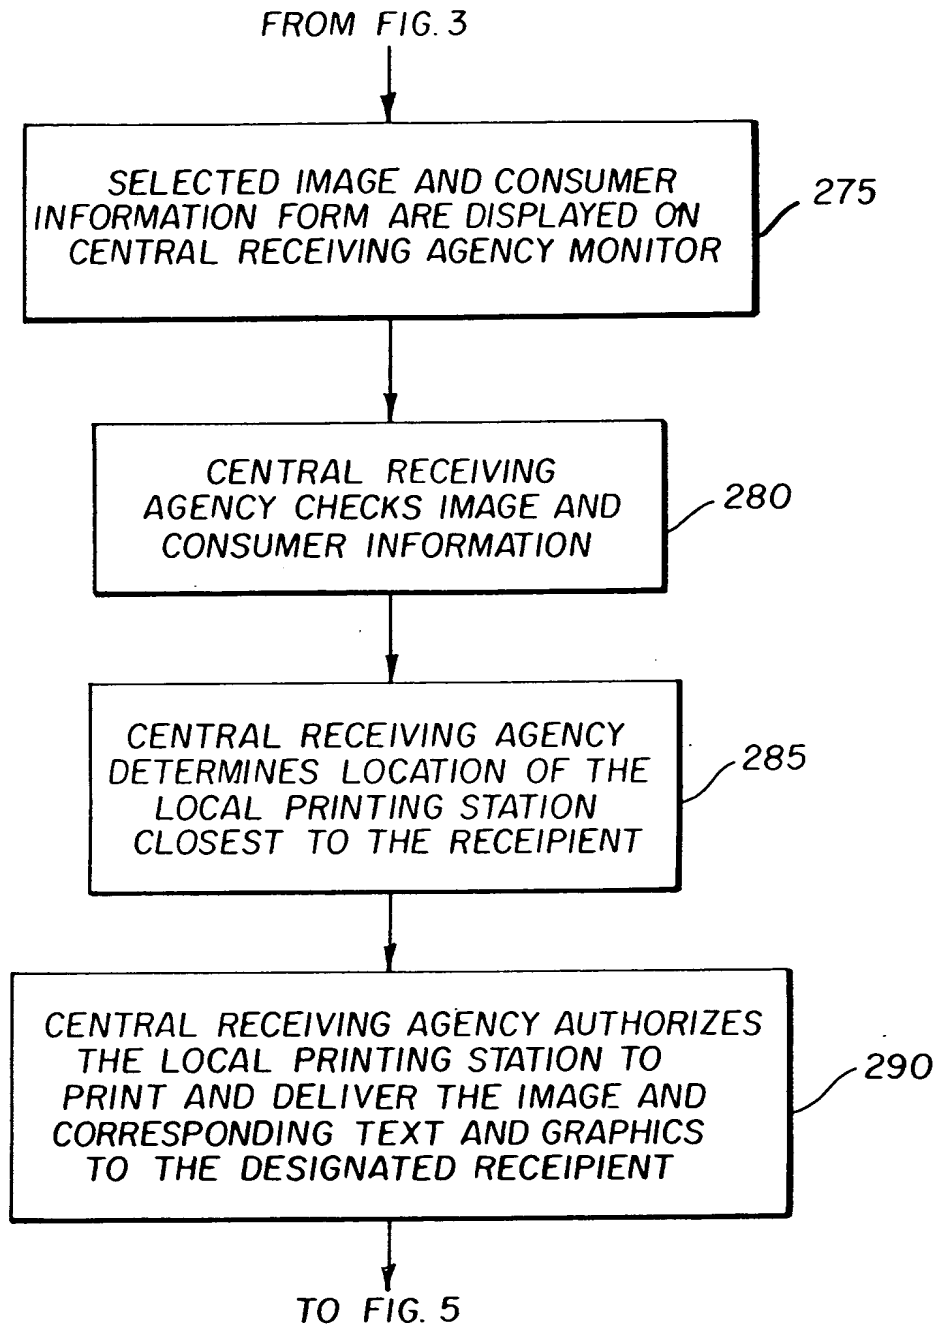 FROM FIG. 3
SELECTED IMAGE AND CONSUMER
INFORMATION FORM ARE DISPLAYED ON
CENTRAL RECEIVING AGENCY MONITOR
275
CENTRAL RECEIVING
AGENCY CHECKS IMAGE AND
CONSUMER INFORMATION
280
CENTRAL RECEIVING AGENCY
DETERMINES LOCATION OF THE
LOCAL PRINTING STATION
CLOSEST TO THE RECEIPIENT
285
CENTRAL RECEIVING AGENCY AUTHORIZES
THE LOCAL PRINTING STATION TO
PRINT AND DELIVER THE IMAGE AND
CORRESPONDING TEXT AND GRAPHICS
TO THE DESIGNATED RECEIPIENT
290
TO FIG. 5